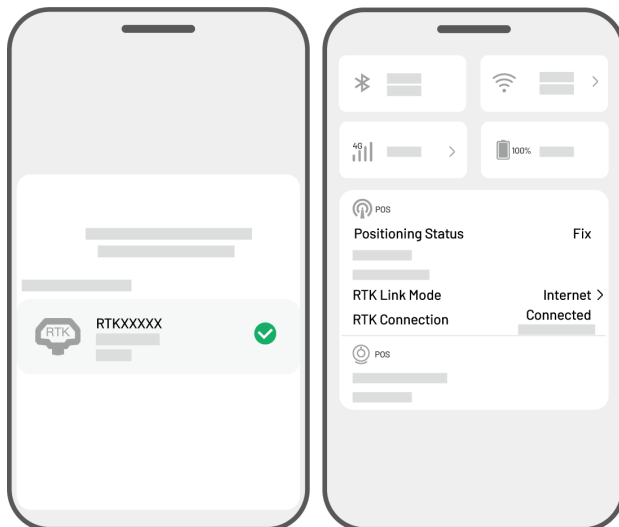 RTK
RTKXXXXX
4G
100%
POS
Positioning Status Fix
RTK Link Mode Internet >
RTK Connection Connected
POS